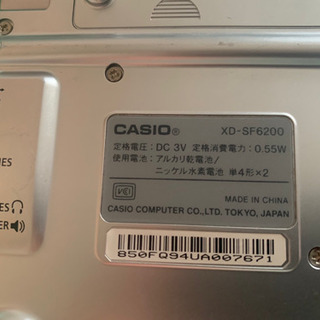 CASIO® XD-SF6200
定格電圧：DC 3V 定格消費電力：0.55W
使用電池：アルカリ乾電池/
ニッケル水素電池 単4形×2
MADE IN CHINA
CASIO COMPUTER CO.,LTD. TOKYO, JAPAN
850FQ94UA007671